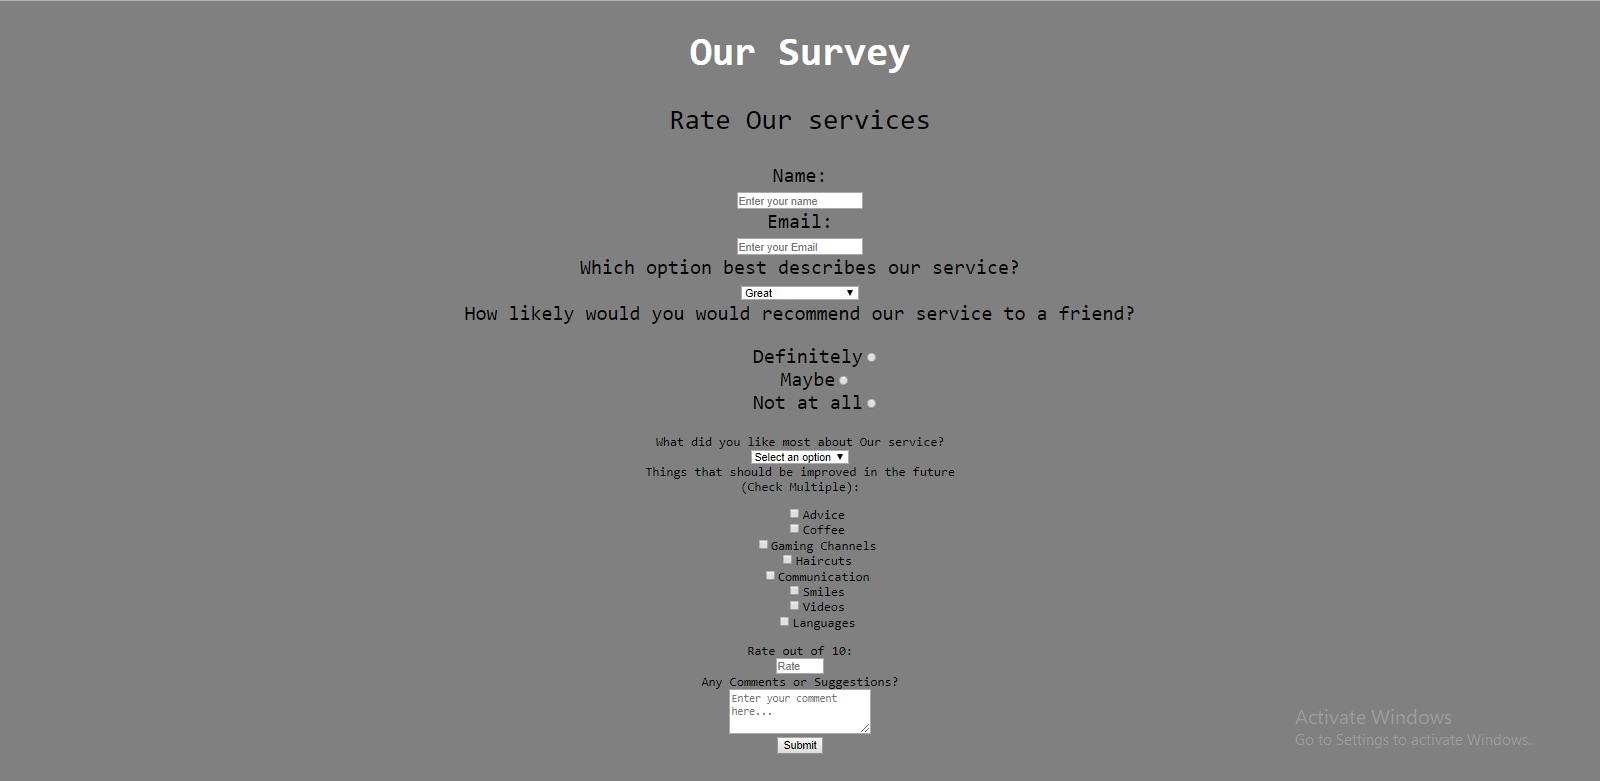 Our Survey
Rate Our services
Name:
Enter your name
Email:
Enter your Email
Which option best describes our service?
Great
How likely would you would recommend our service to a friend?
Definitely
Maybe
Not at all
What did you like most about Our service?
Select an option
Things that should be improved in the future
(Check Multiple):
Advice
Coffee
Gaming Channels
Haircuts
Communication
Smiles
Videos
Languages
Rate out of 10:
Rate
Any Comments or Suggestions?
Enter your comment
here...
Submit
Activate Windows
Go to Settings to activate Windows.